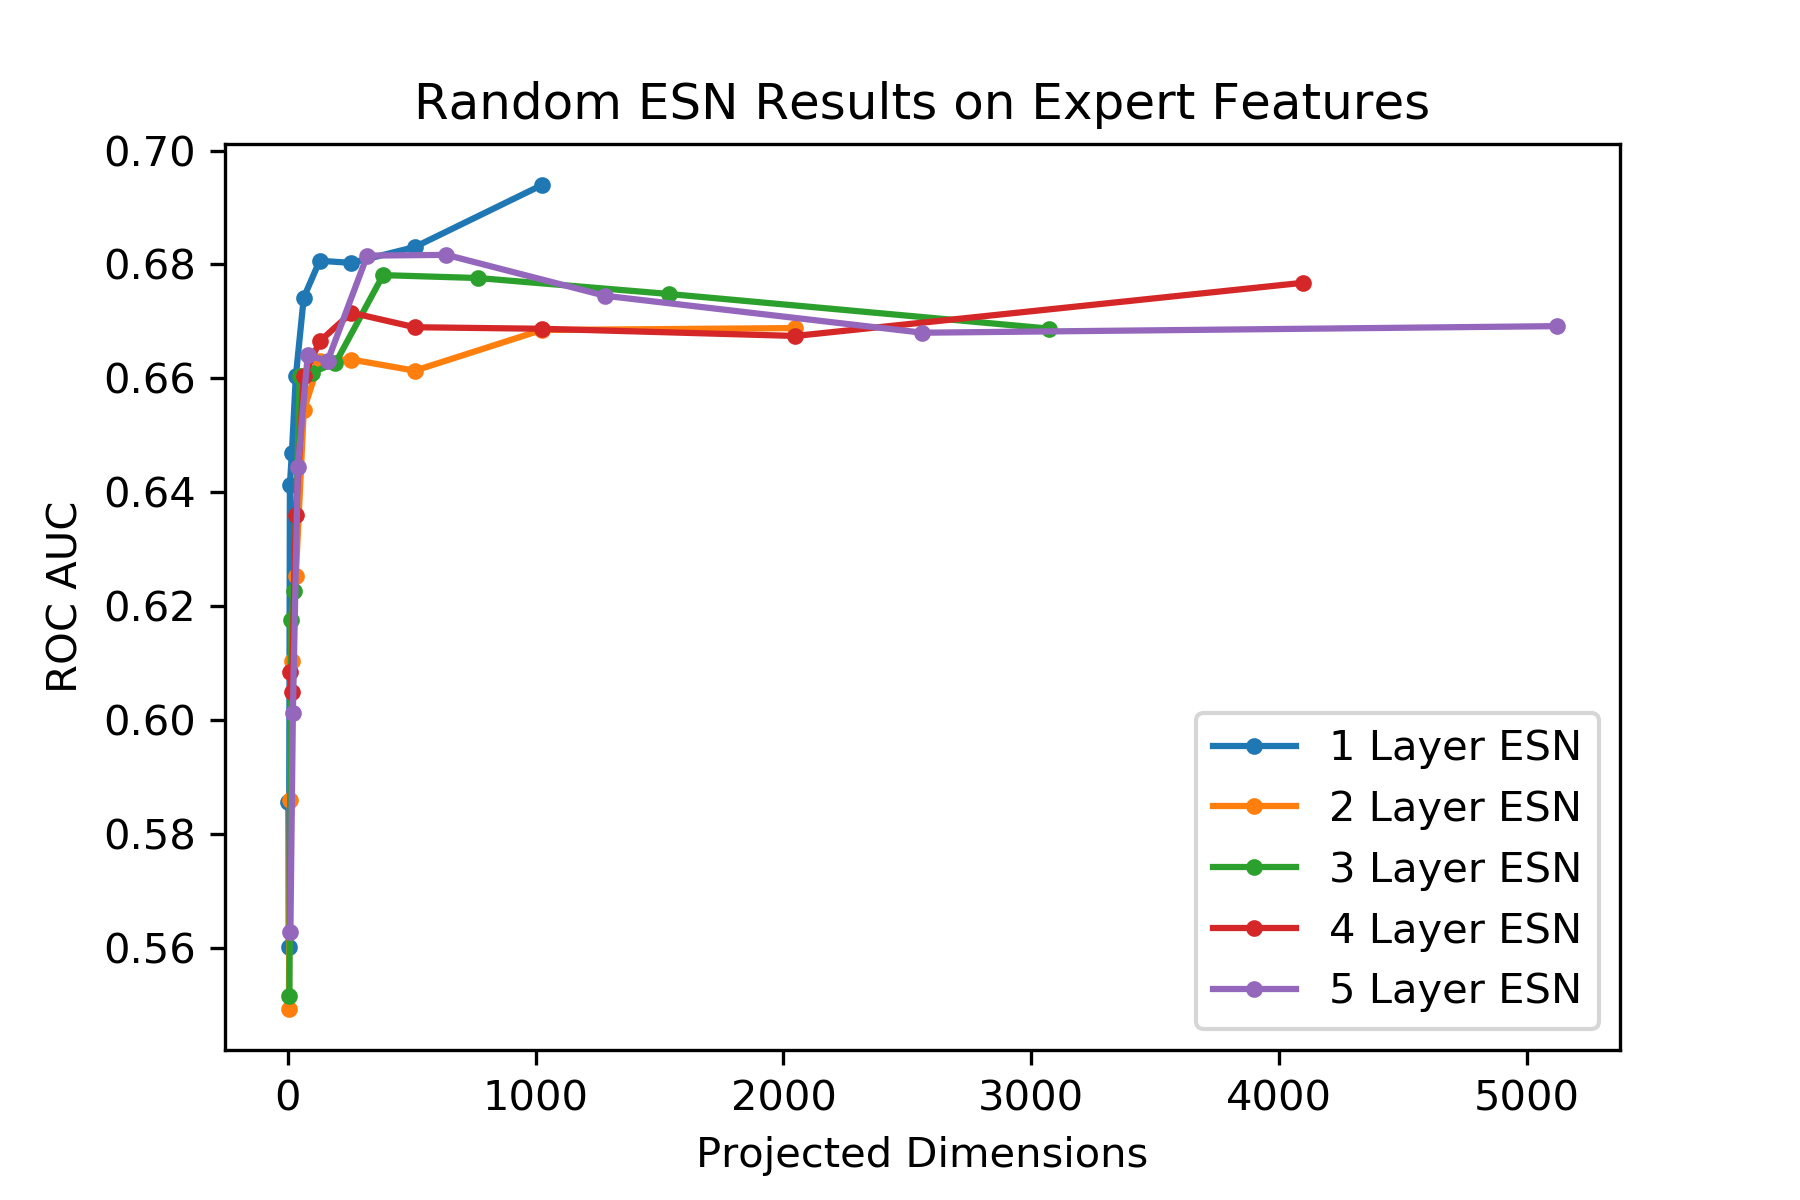 Random ESN Results on Expert Features
0.70
0.68
0.66
0.64
0.62
0.60
0.58
0.56
ROC AUC
1 Layer ESN
2 Layer ESN
3 Layer ESN
4 Layer ESN
5 Layer ESN
0 1000 2000 3000 4000 5000
Projected Dimensions